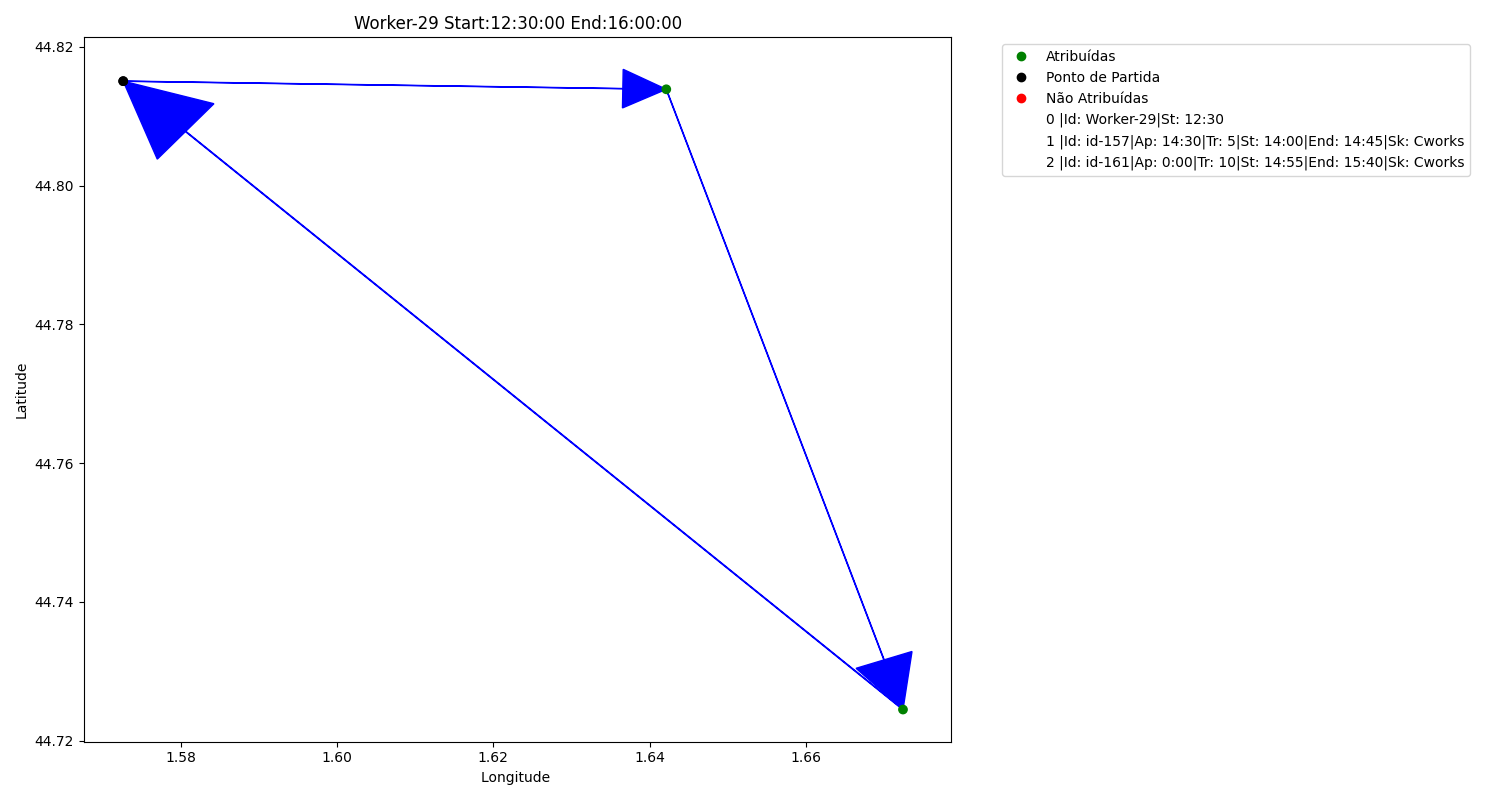 Worker-29 Start:12:30:00 End:16:00:00
44.82
44.80
44.78
44.76
44.74
44.72
Latitude
1.58 1.60 1.62 1.64 1.66
Longitude
Atribuídas
Ponto de Partida
Não Atribuídas
0 |Id: Worker-29|St: 12:30
1 |Id: id-157|Ap: 14:30|Tr: 5|St: 14:00|End: 14:45|Sk: Cworks
2 |Id: id-161|Ap: 0:00|Tr: 10|St: 14:55|End: 15:40|Sk: Cworks